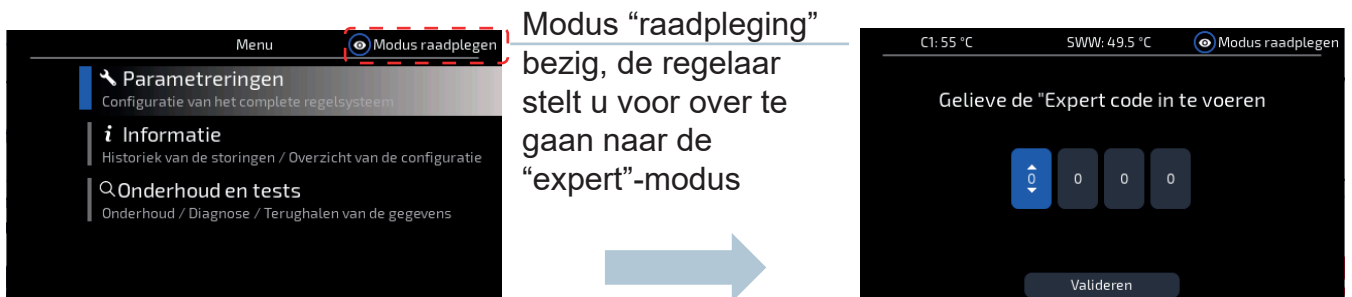 Menu
Modus raadplegen
Parametreringen
Configuratie van het complete regelsysteem
i Informatie
Historiek van de storingen / Overzicht van de configuratie
Onderhoud en tests
Onderhoud / Diagnose / Terughalen van de gegevens
Modus “raadpleging”
bezig, de regelaar
stelt u voor over te
gaan naar de
“expert”-modus
C1: 55 °C SWW: 49.5 °C Modus raadplegen
Gelieve de "Expert code in te voeren
0 0 0 0
Valideren